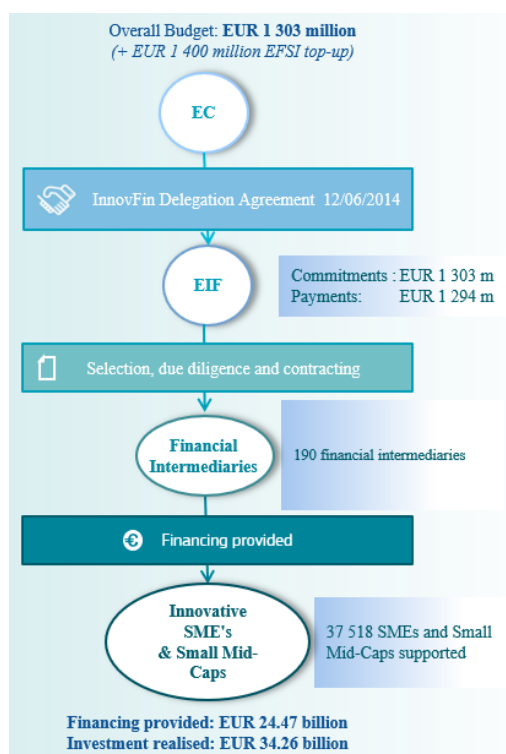 Overall Budget: EUR 1 303 million
(+ EUR 1 400 million EFSI top-up)
EC
InnovFin Delegation Agreement 12/06/2014
EIF
Commitments : EUR 1 303 m
Payments: EUR 1 294 m
Selection, due diligence and contracting
Financial
Intermediaries
190 financial intermediaries
Financing provided
Innovative
SME's
& Small Mid-
Caps
37 518 SMEs and Small
Mid-Caps supported
Financing provided: EUR 24.47 billion
Investment realised: EUR 34.26 billion